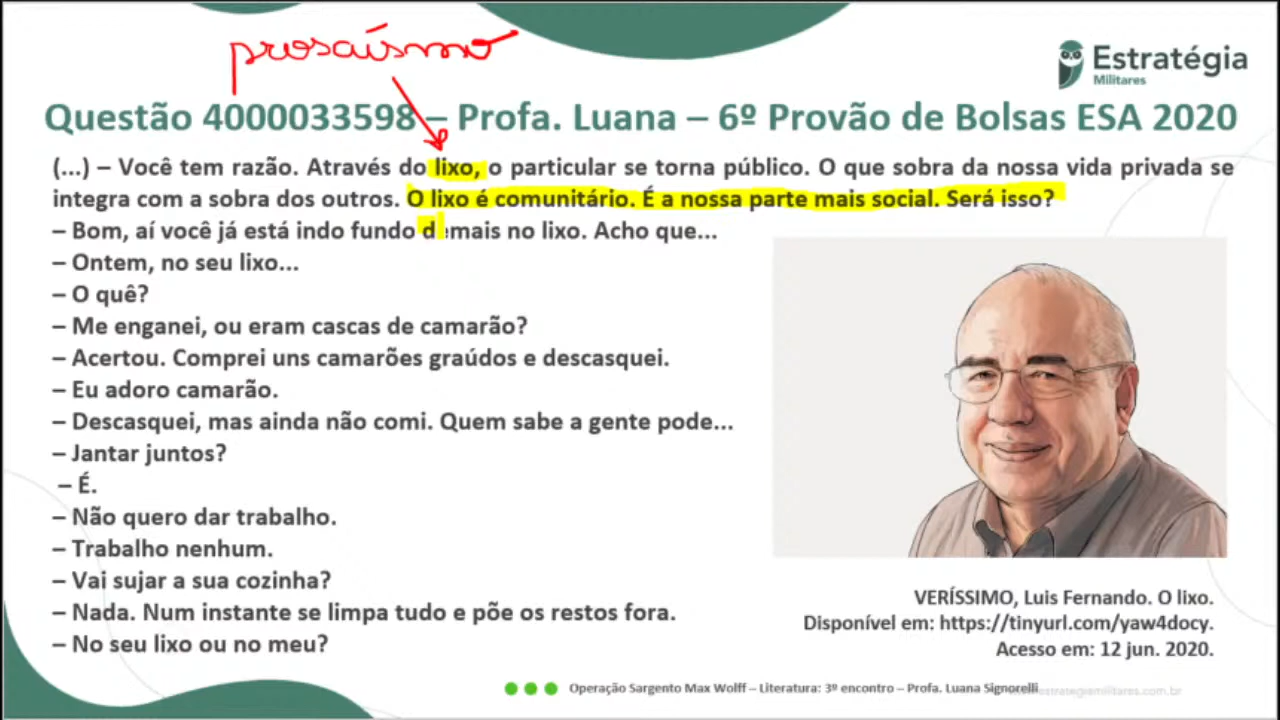 prosaísmo
Estratégia
Militares
Questão 4000033598 – Profa. Luana – 6º Provão de Bolsas ESA 2020
(...) – Você tem razão. Através do lixo, o particular se torna público. O que sobra da nossa vida privada se
integra com a sobra dos outros. O lixo é comunitário. É a nossa parte mais social. Será isso?
– Bom, aí você já está indo fundo demais no lixo. Acho que...
– Ontem, no seu lixo...
– O quê?
– Me enganei, ou eram cascas de camarão?
– Acertou. Comprei uns camarões graúdos e descasquei.
– Eu adoro camarão.
– Descasquei, mas ainda não comi. Quem sabe a gente pode...
– Jantar juntos?
– É.
– Não quero dar trabalho.
– Trabalho nenhum.
– Vai sujar a sua cozinha?
– Nada. Num instante se limpa tudo e põe os restos fora.
– No seu lixo ou no meu?
VERÍSSIMO, Luis Fernando. O lixo.
Disponível em: https://tinyurl.com/yaw4docy.
Acesso em: 12 jun. 2020.
Operação Sargento Max Wolff – Literatura: 3º encontro – Profa. Luana Signorelli